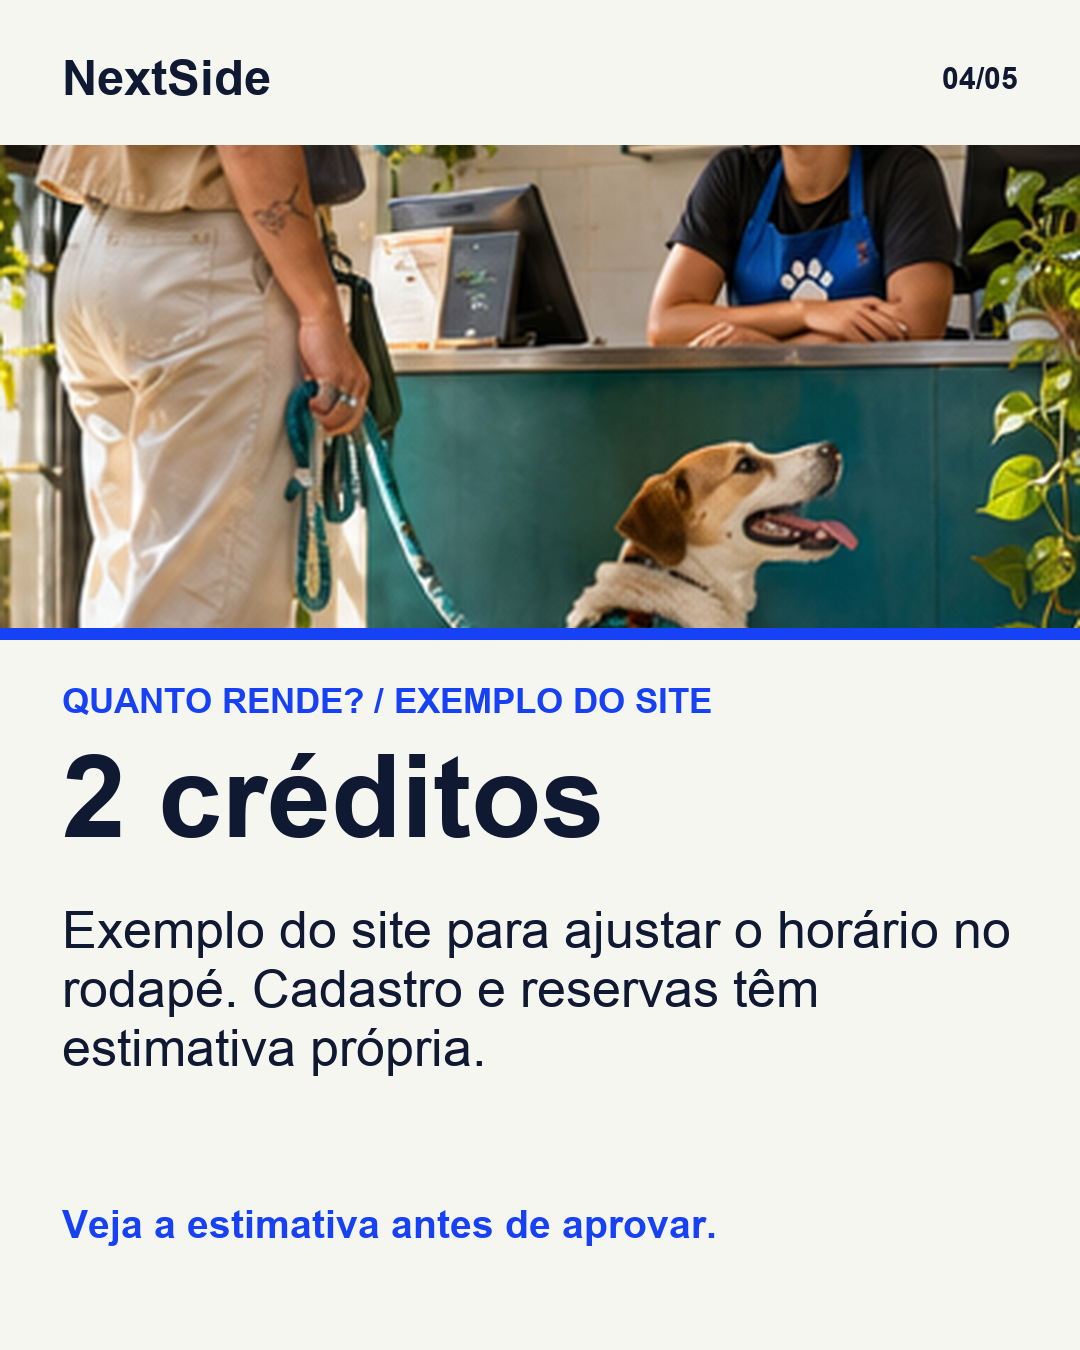 NextSide
04/05
QUANTO RENDE? / EXEMPLO DO SITE
2 créditos
Exemplo do site para ajustar o horário no
rodapé. Cadastro e reservas têm
estimativa própria.
Veja a estimativa antes de aprovar.